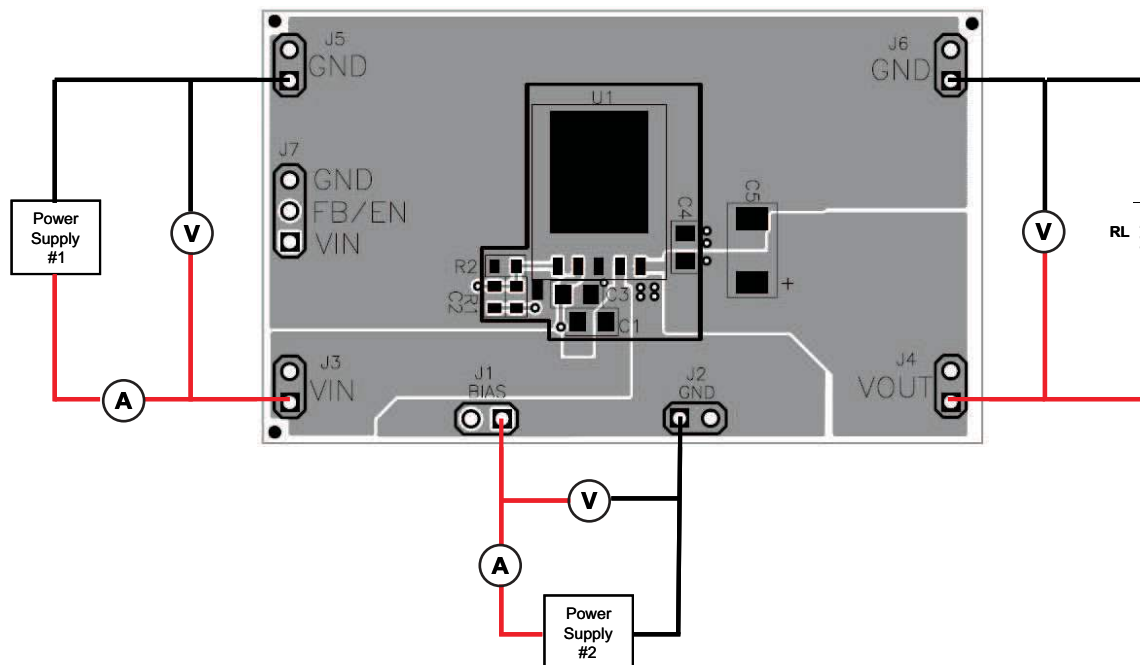 J5
GND
J6
GND
U1
J7
GND
FB/EN
VIN
Power
Supply
#1
V
C4
C5
V
RL
R2
R1
C2
C3
+
C1
J3
VIN
A
J1
BIAS
J2
GND
J4
VOUT
V
A
Power
Supply
#2